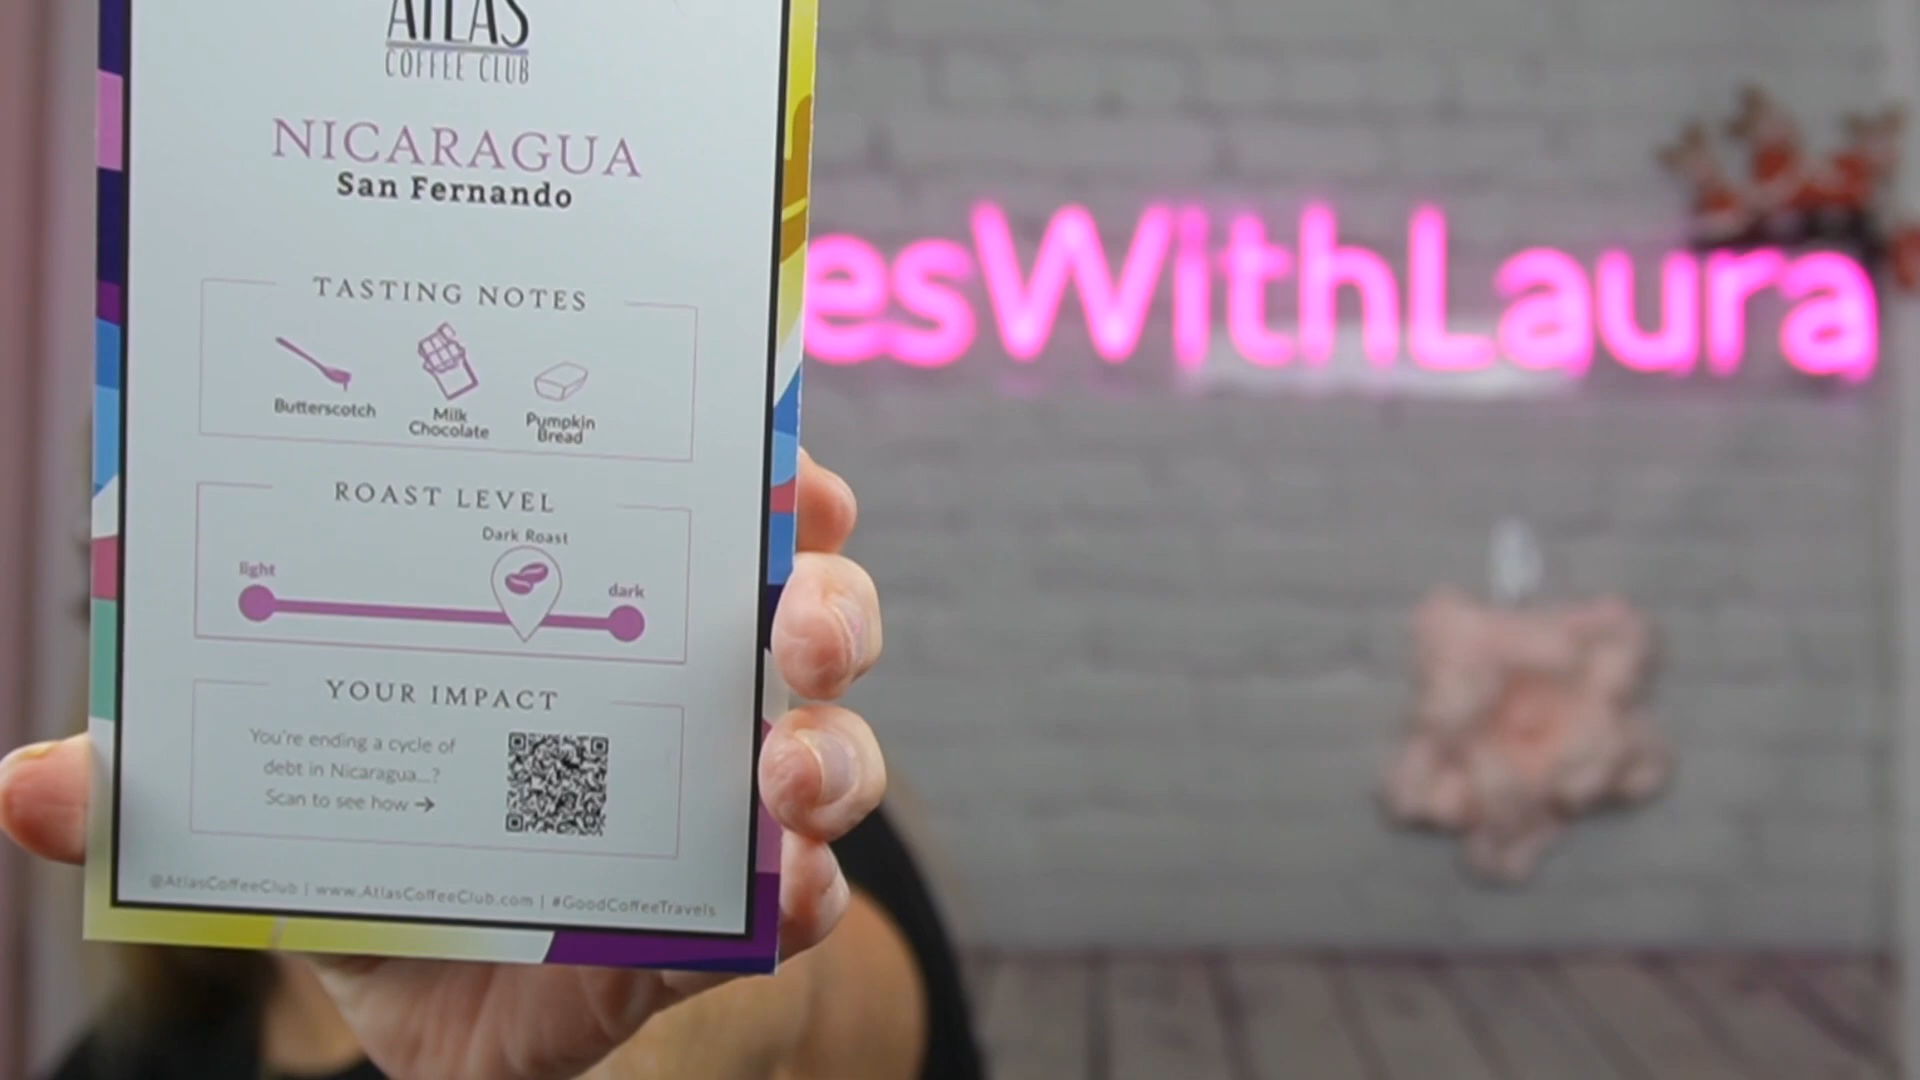 ATLAS
COFFEE CLUB
NICARAGUA
San Fernando
TASTING NOTES
Butterscotch
Milk
Chocolate
Pumpkin
Bread
ROAST LEVEL
Dark Roast
light
dark
YOUR IMPACT
You're ending a cycle of
debt in Nicaragua...?
Scan to see how →
@AtlasCoffeeClub | www.AtlasCoffeeClub.com | #GoodCoffeeTravels
esWithLaura